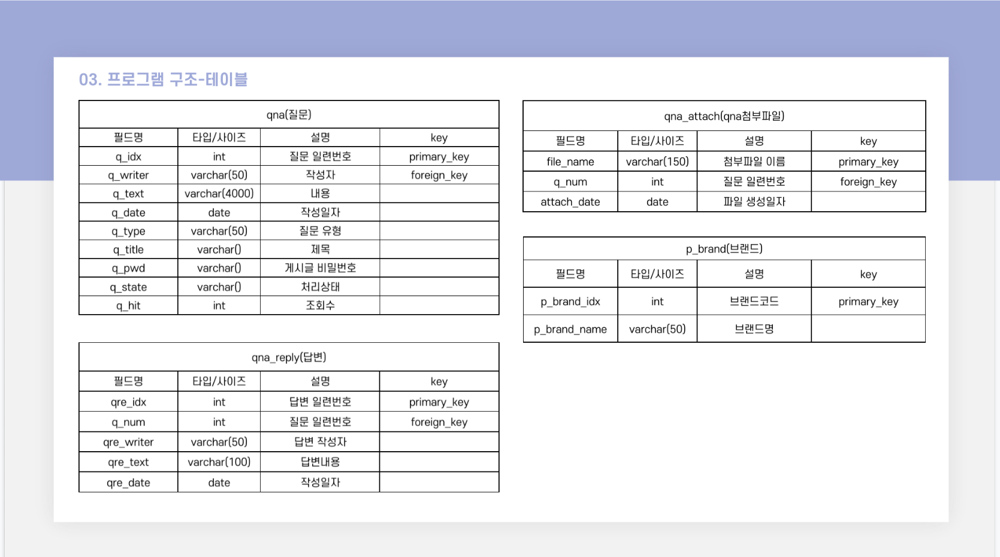 03. 프로그램 구조-테이블
qna(질문)
필드명 타입/사이즈 설명 key
q_idx int 질문 일련번호 primary_key
q_writer varchar(50) 작성자 foreign_key
q_text varchar(4000) 내용
q_date date 작성일자
q_type varchar(50) 질문 유형
q_title varchar() 제목
q_pwd varchar() 게시글 비밀번호
q_state varchar() 처리상태
q_hit int 조회수
qna_reply(답변)
필드명 타입/사이즈 설명 key
qre_idx int 답변 일련번호 primary_key
q_num int 질문 일련번호 foreign_key
qre_writer varchar(50) 답변 작성자
qre_text varchar(100) 답변내용
qre_date date 작성일자
qna_attach(qna첨부파일)
필드명 타입/사이즈 설명 key
file_name varchar(150) 첨부파일 이름 primary_key
q_num int 질문 일련번호 foreign_key
attach_date date 파일 생성일자
p_brand(브랜드)
필드명 타입/사이즈 설명 key
p_brand_idx int 브랜드코드 primary_key
p_brand_name varchar(50) 브랜드명